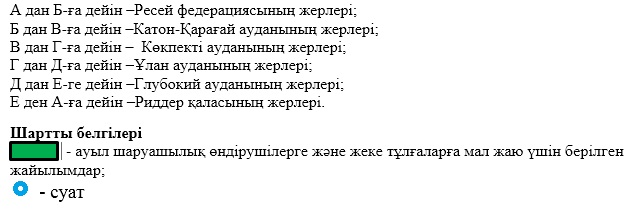 А дан Б-ға дейін –Ресей федерациясының жерлері;
Б дан В-ға дейін –Катон-Қарағай ауданының жерлері;
В дан Г-ға дейін – Көкпекті ауданының жерлері;
Г дан Д-ға дейін –Ұлан ауданының жерлері;
Д дан Е-ге дейін –Глубокий ауданының жерлері;
Е ден А-ға дейін –Риддер қаласының жерлері.
Шартты белгілері
- ауыл шаруашылық өндірушілерге және жеке тұлғаларға мал жаю үшін берілген
жайылымдар;
- суат